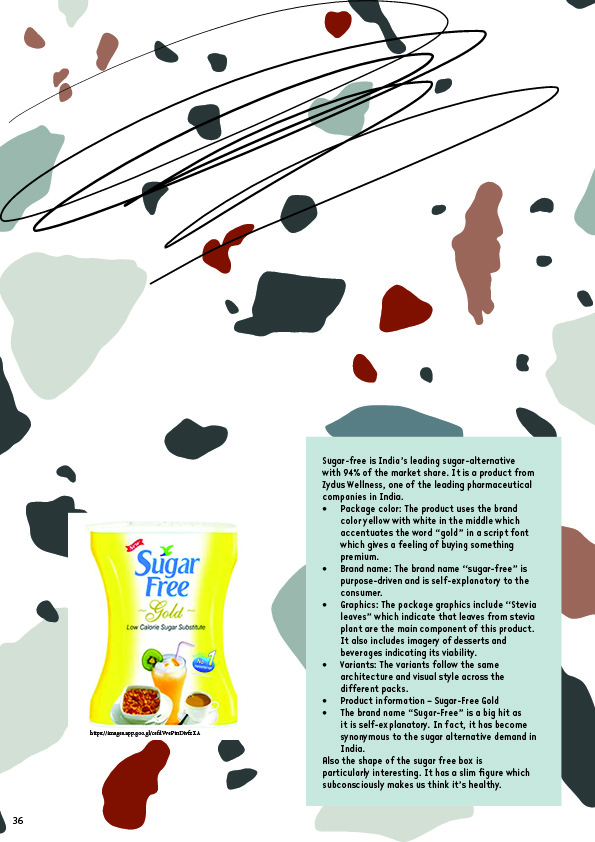 Sugar-free is India's leading sugar-alternative
with 94% of the market share. It is a product from
Zydus Wellness, one of the leading pharmaceutical
companies in India.
• Package color: The product uses the brand
color yellow with white in the middle which
accentuates the word "gold" in a script font
which gives a feeling of buying something
premium.
• Brand name: The brand name "sugar-free" is
purpose-driven and is self-explonatory to the
consumer.
• Graphics: The package graphics include "Stevia
leaves" which indicate that leaves from stevia
plant are the main component of this product.
It also includes imagery of desserts and
beverages indicating its viability.
• Variants: The variants follow the same
architecture and visual style across the
different packs.
• Product information – Sugar-Free Gold
• The brand name "Sugar-Free" is a big hit as
it is self-explanatory. In fact, it has become
synonymous to the sugar alternative demand in
India.
Also the shape of the sugar free box is
particularly interesting. It has a slim figure which
subconsciously makes us think it's healthy.
Sugar
Free
~Gold~
Low Calorie Sugar Substitute
No. 1
36